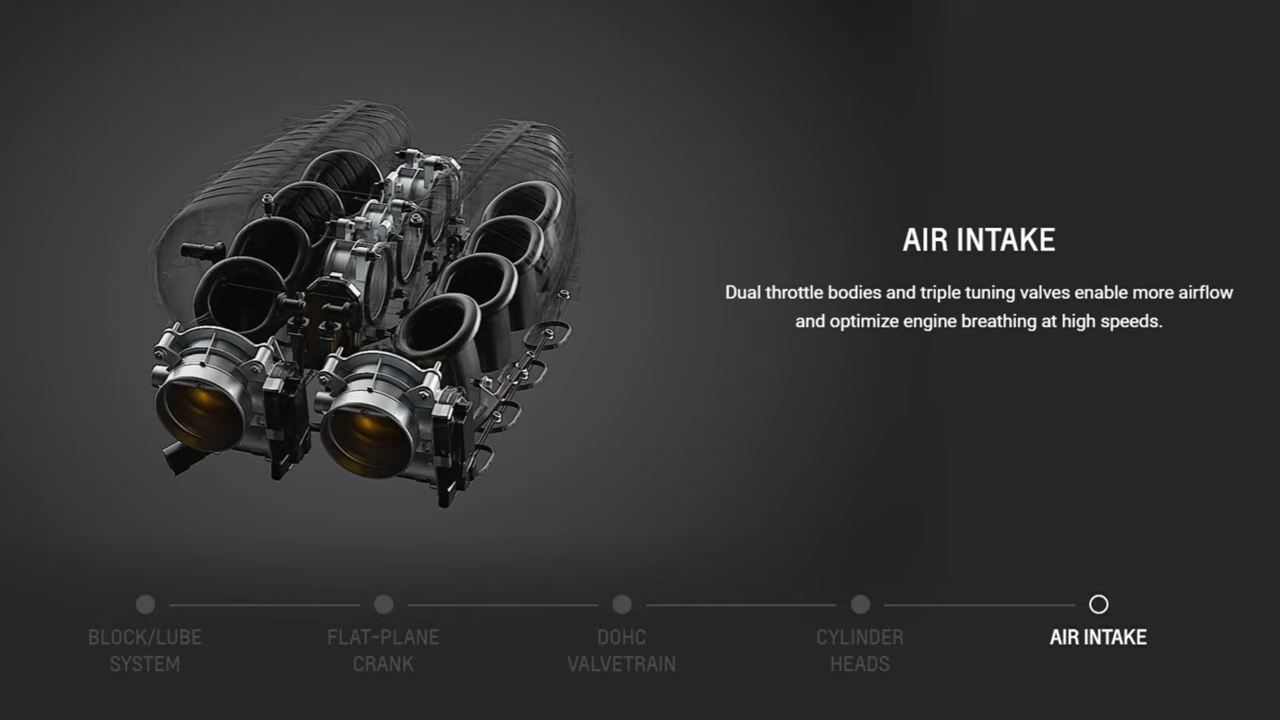 AIR INTAKE
Dual throttle bodies and triple tuning valves enable more airflow
and optimize engine breathing at high speeds.
BLOCK/LUBE
SYSTEM
FLAT-PLANE
CRANK
DOHC
VALVETRAIN
CYLINDER
HEADS
AIR INTAKE